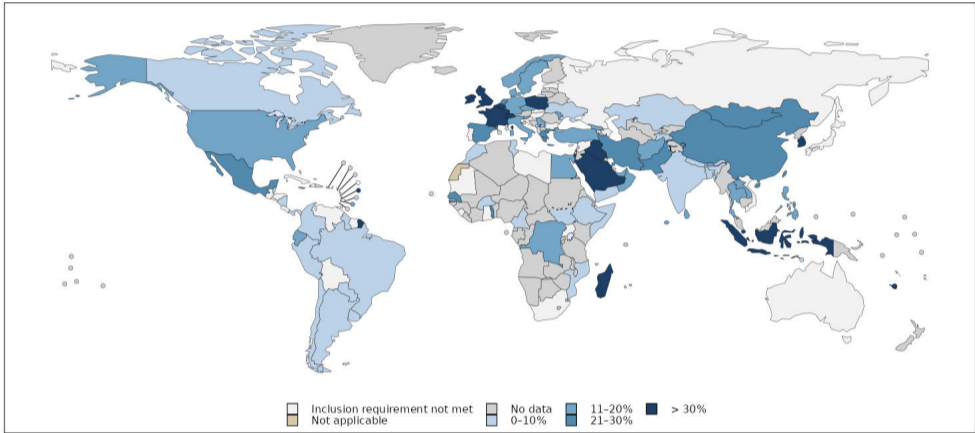 Inclusion requirement not met
Not applicable
No data
0–10%
11–20%
21–30%
> 30%